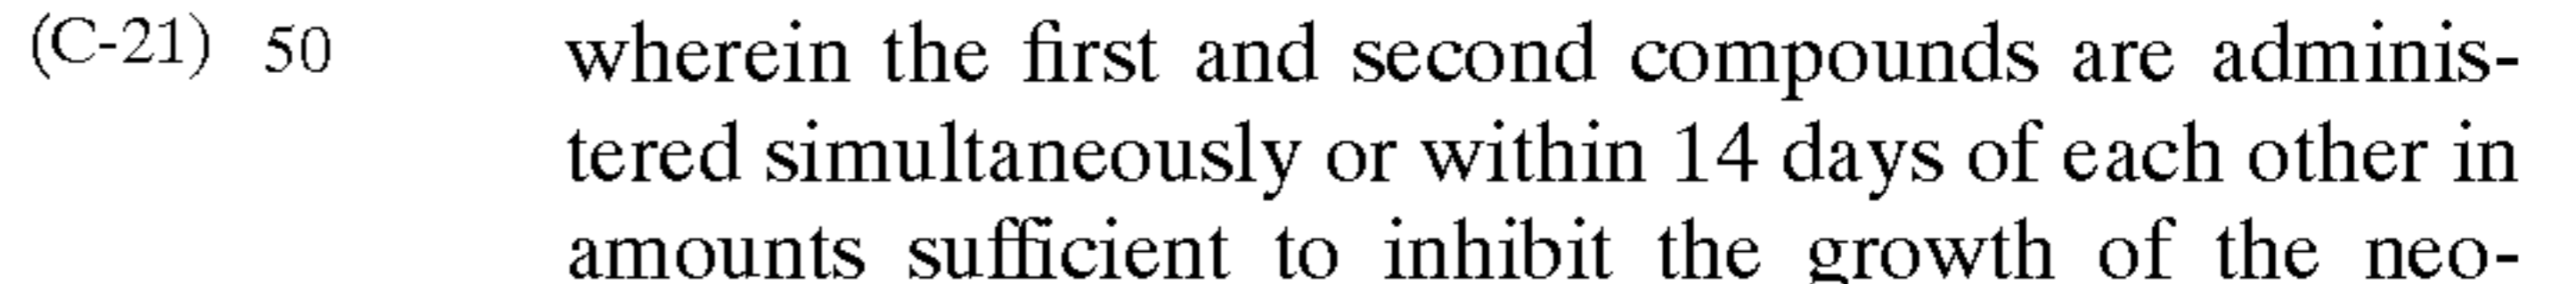 (C-21) 50 wherein the first and second compounds are adminis-
tered simultaneously or within 14 days of each other in
amounts sufficient to inhibit the growth of the neo-